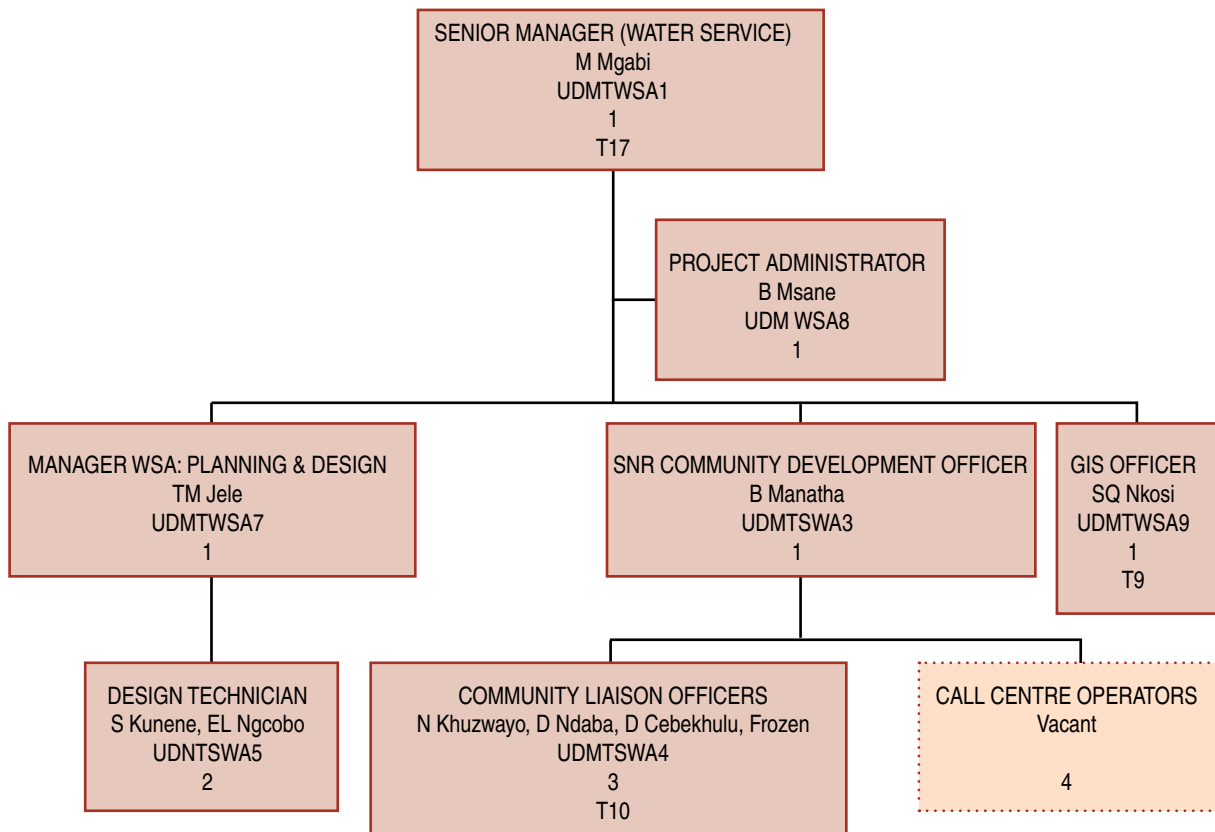 SENIOR MANAGER (WATER SERVICE)
M Mgabi
UDMTWSA1
1
T17
PROJECT ADMINISTRATOR
B Msane
UDM WSA8
1
MANAGER WSA: PLANNING & DESIGN
TM Jele
UDMTWSA7
1
SNR COMMUNITY DEVELOPMENT OFFICER
B Manatha
UDMTSWA3
1
GIS OFFICER
SQ Nkosi
UDMTWSA9
1
T9
DESIGN TECHNICIAN
S Kunene, EL Ngcobo
UDNTSWA5
2
COMMUNITY LIAISON OFFICERS
N Khuzwayo, D Ndaba, D Cebekhulu, Frozen
UDMTSWA4
3
T10
CALL CENTRE OPERATORS
Vacant
4